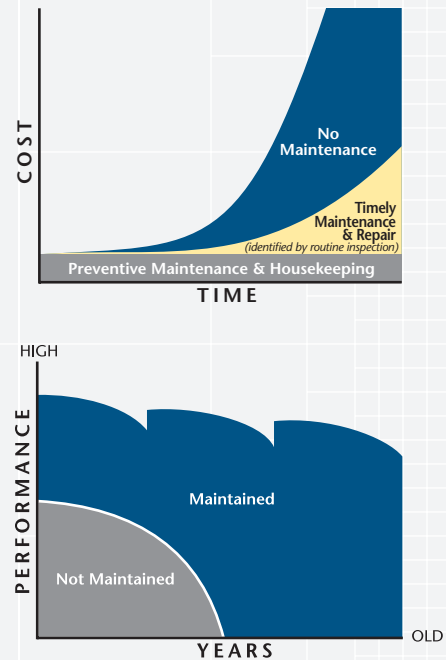 COST
No
Maintenance
Timely
Maintenance
& Repair
(identified by routine inspection)
Preventive Maintenance & Housekeeping
TIME
HIGH
PERFORMANCE
Maintained
Not Maintained
OLD
YEARS